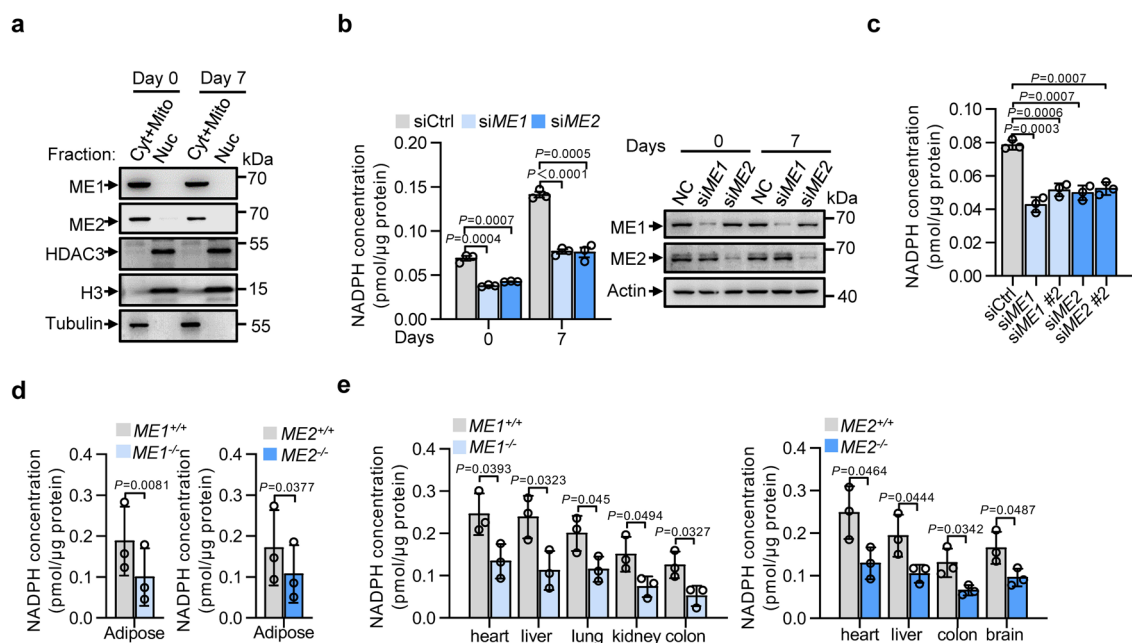 a
Day 0 Day 7
Cyt+Mito Nuc Cyt+Mito Nuc
Fraction: kDa
ME1 70
ME2 70
HDAC3 55
H3 15
Tubulin 55
b
siCtrl siME1 siME2
NADPH concentration
(pmol/μg protein)
0.20
0.15
0.10
0.05
0.00
P=0.0007
P=0.0004
P=0.0005
P<0.0001
0 7
Days
0 7
Days
NC siME1 siME2 NC siME1 siME2
kDa
ME1 70
ME2 70
Actin 40
c
NADPH concentration
(pmol/μg protein)
0.10
0.08
0.06
0.04
0.02
0.00
P=0.0007
P=0.0007
P=0.0006
P=0.0003
siCtrl
siME1
siME1 #2
siME2
siME2 #2
d
NADPH concentration
(pmol/μg protein)
ME1+/+
ME1-/-
0.4
0.3
0.2
0.1
0.0
P=0.0081
Adipose
NADPH concentration
(pmol/μg protein)
ME2+/+
ME2-/-
0.4
0.3
0.2
0.1
0.0
P=0.0377
Adipose
e
NADPH concentration
(pmol/μg protein)
ME1+/+
ME1-/-
0.4
0.3
0.2
0.1
0.0
P=0.0393 P=0.0323 P=0.045 P=0.0494 P=0.0327
heart liver lung kidney colon
NADPH concentration
(pmol/μg protein)
ME2+/+
ME2-/-
0.4
0.3
0.2
0.1
0.0
P=0.0464 P=0.0444 P=0.0342 P=0.0487
heart liver colon brain